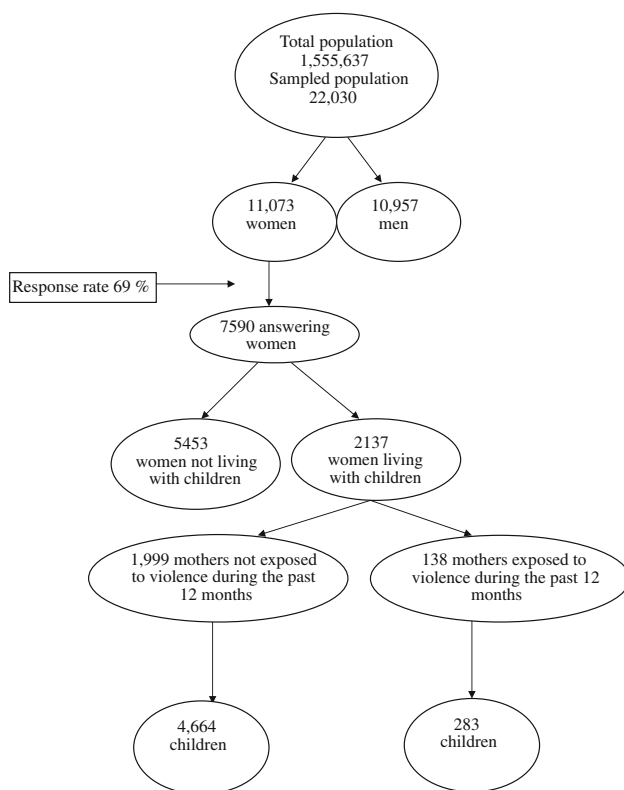 Total population
1,555,637
Sampled population
22,030
11,073
women
10,957
men
Response rate 69 %
7590 answering
women
5453
women not living
with children
2137
women living
with children
1,999 mothers not exposed
to violence during the past
12 months
138 mothers exposed to
violence during the past 12
months
4,664
children
283
children